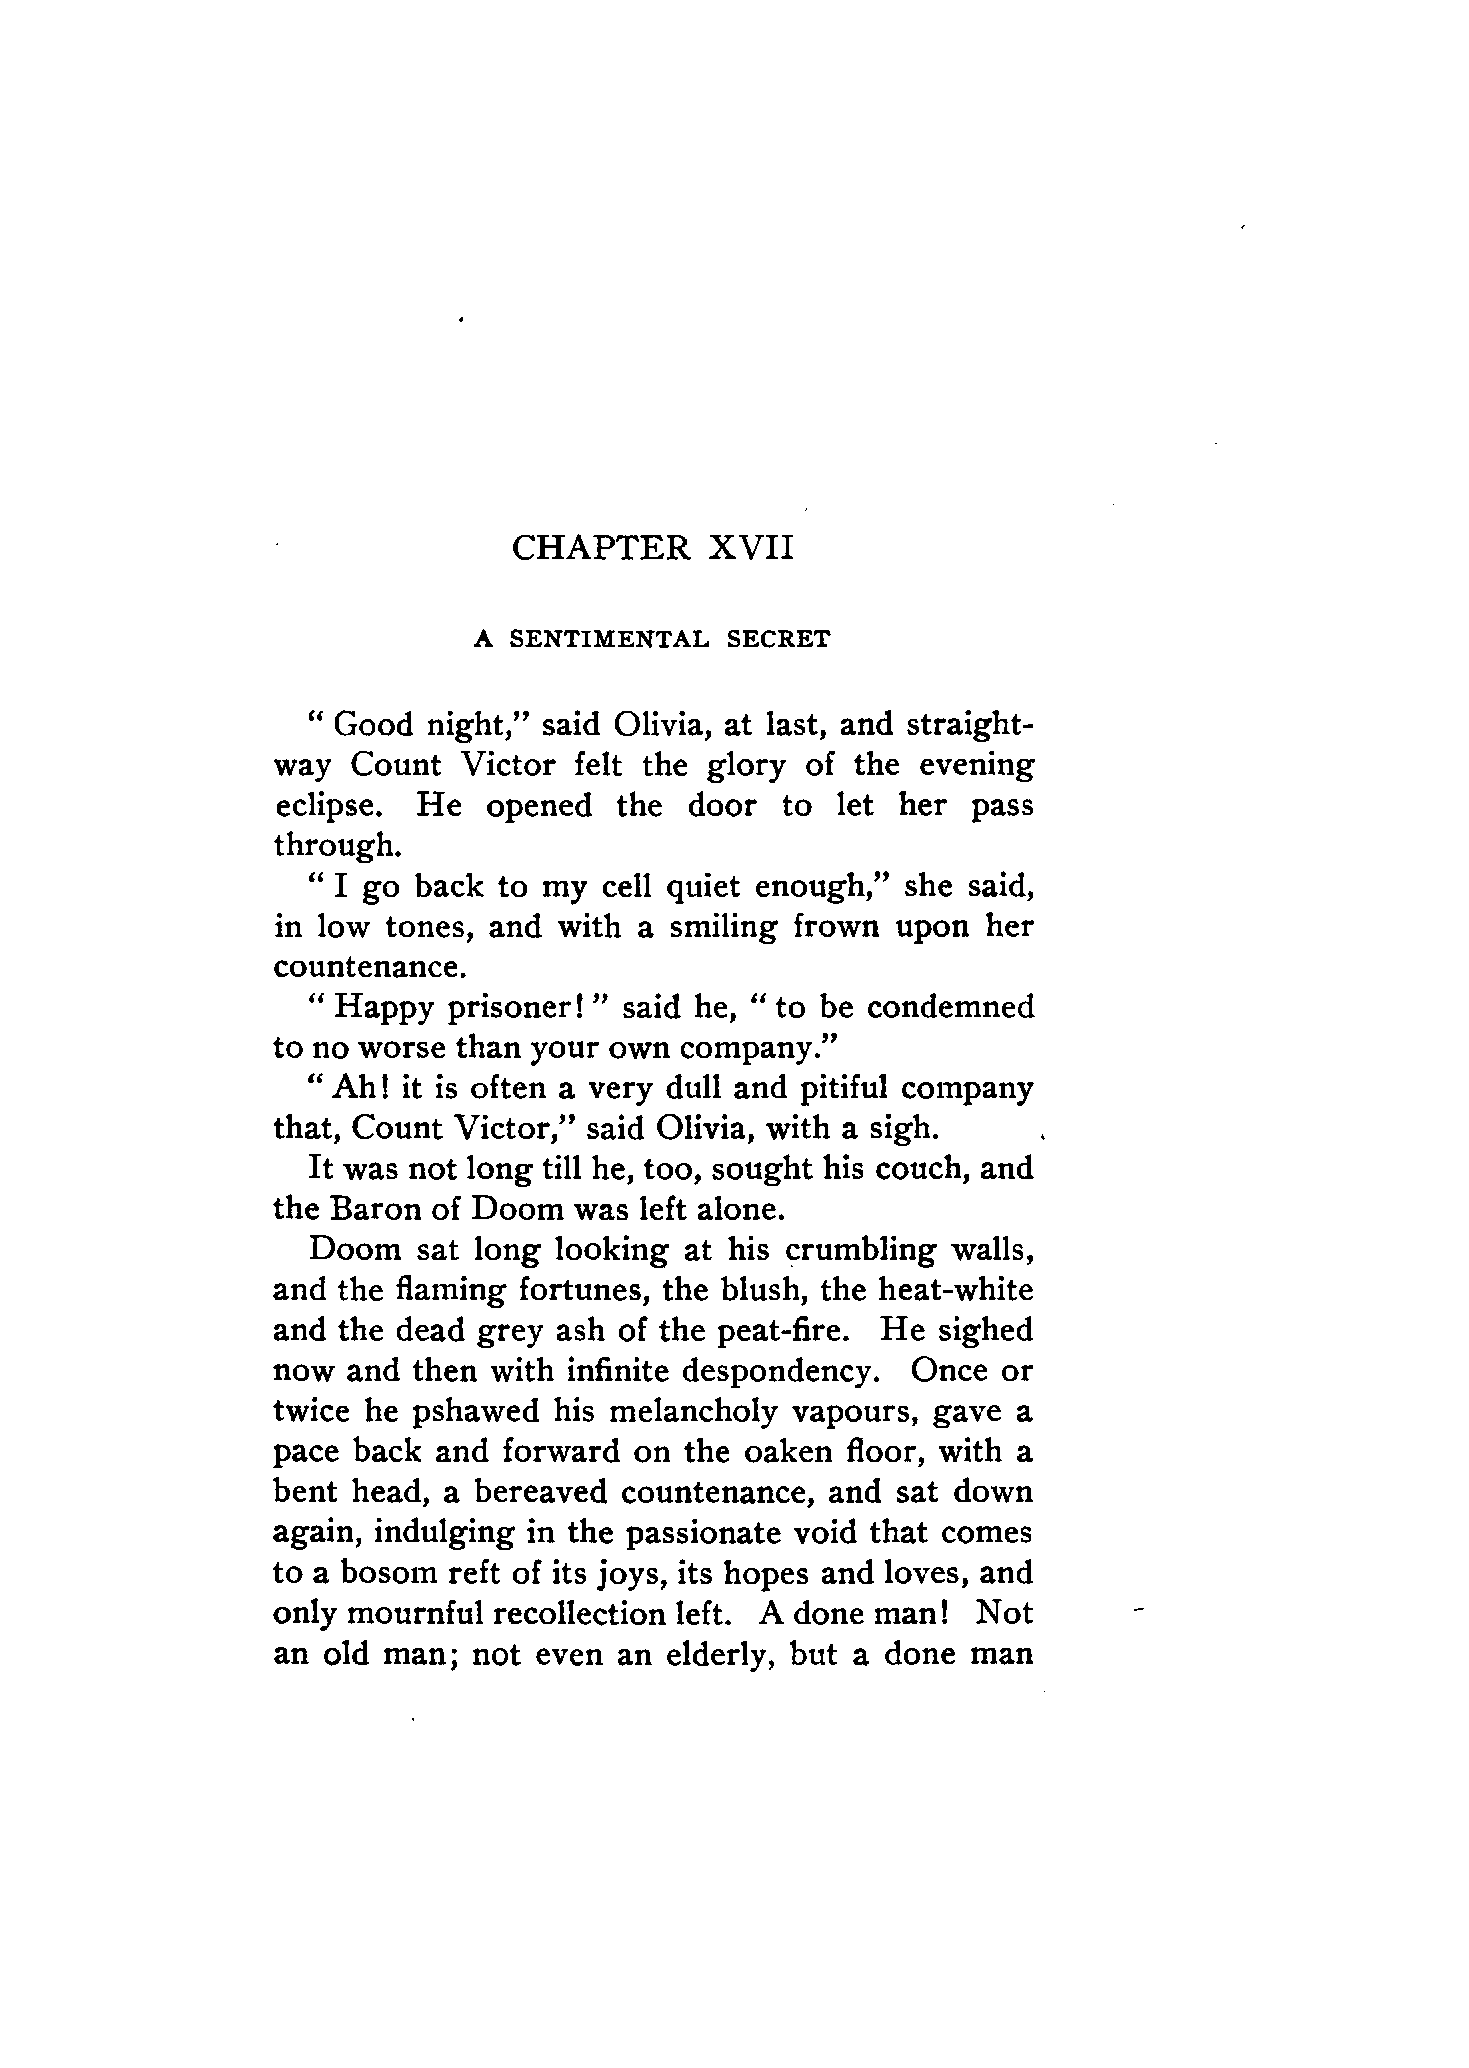 CHAPTER XVII
A SENTIMENTAL SECRET
“ Good night,” said Olivia, at last, and straight-
way Count Victor felt the glory of the evening
eclipse. He opened the door to let her pass
through.
“ I go back to my cell quiet enough,” she said,
in low tones, and with a smiling frown upon her
countenance.
“ Happy prisoner! ” said he, “ to be condemned
to no worse than your own company.”
“ Ah! it is often a very dull and pitiful company
that, Count Victor,” said Olivia, with a sigh.
It was not long till he, too, sought his couch, and
the Baron of Doom was left alone.
Doom sat long looking at his crumbling walls,
and the flaming fortunes, the blush, the heat-white
and the dead grey ash of the peat-fire. He sighed
now and then with infinite despondency. Once or
twice he pshawed his melancholy vapours, gave a
pace back and forward on the oaken floor, with a
bent head, a bereaved countenance, and sat down
again, indulging in the passionate void that comes
to a bosom reft of its joys, its hopes and loves, and
only mournful recollection left. A done man! Not
an old man; not even an elderly, but a done man